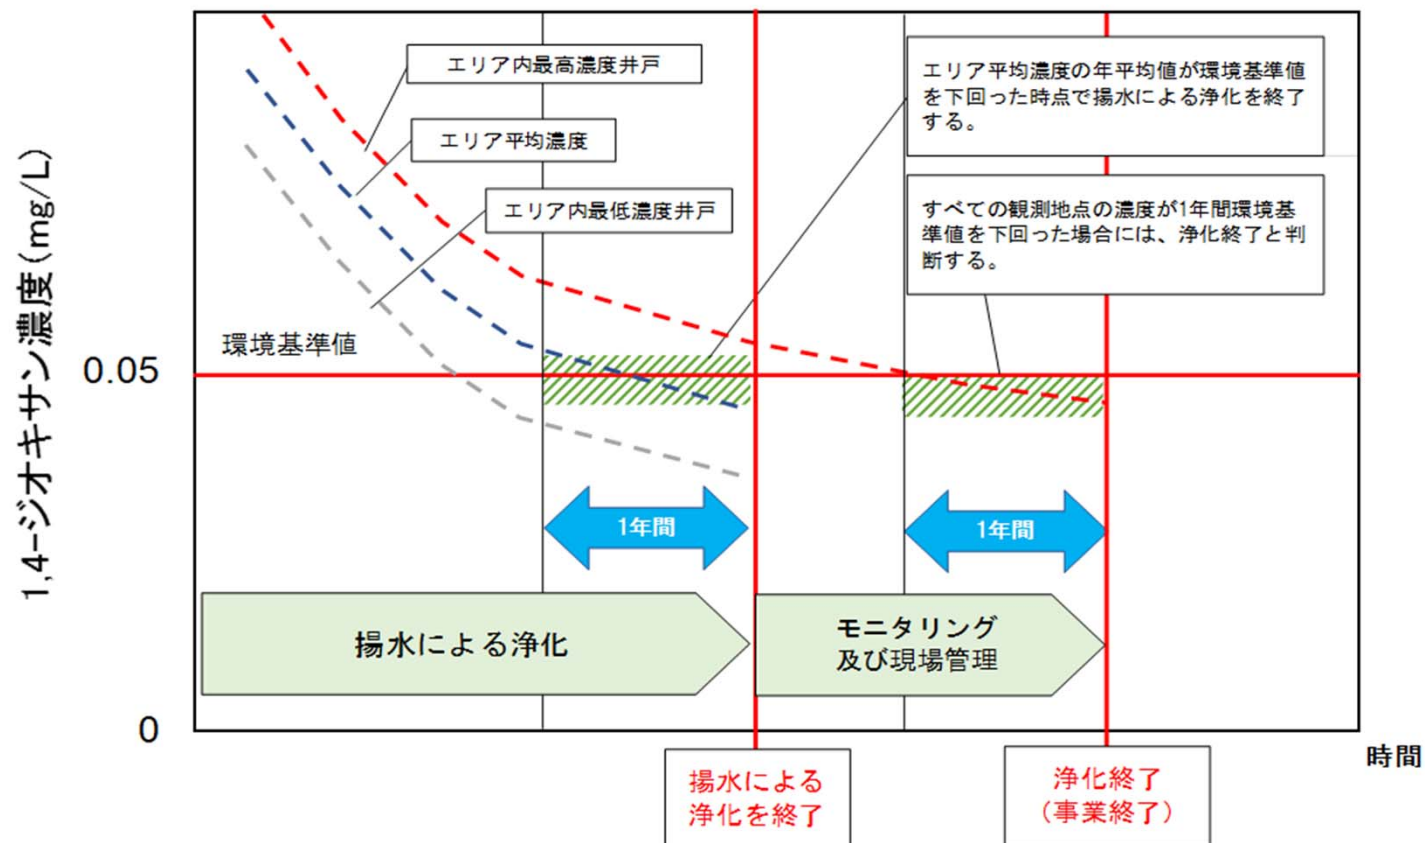 エリア内最高濃度井戸
エリア平均濃度
エリア内最低濃度井戸
エリア平均濃度の年平均値が環境基準値
を下回った時点で揚水による浄化を終了
する。
すべての観測地点の濃度が1年間環境基
準値を下回った場合には、浄化終了と判
断する。
1,4-ジオキサン濃度(mg/L)
環境基準値
0.05
1年間
1年間
揚水による浄化
モニタリング
及び現場管理
0
時間
揚水による
浄化を終了
浄化終了
（事業終了）